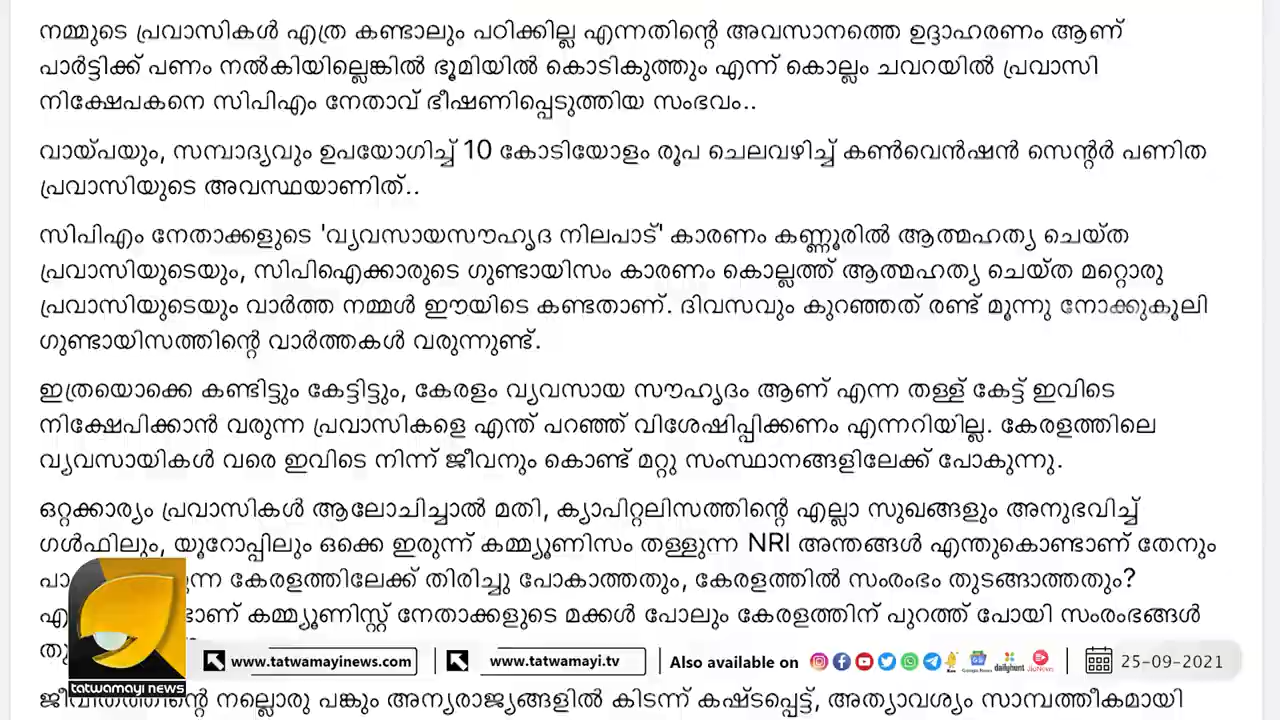 നമ്മുടെ പ്രവാസികൾ എത്ര കണ്ടാലും പഠിക്കില്ല എന്നതിന്റെ അവസാനത്തെ ഉദ്ദാഹരണം ആണ്
പാർട്ടിക്ക് പണം നൽകിയില്ലെങ്കിൽ ഭൂമിയിൽ കൊടികുത്തും എന്ന് കൊല്ലം ചവറയിൽ പ്രവാസി
നിക്ഷേപകനെ സിപിഎം നേതാവ് ഭീഷണിപ്പെടുത്തിയ സംഭവം..
വായ്പയും, സമ്പാദ്യവും ഉപയോഗിച്ച് 10 കോടിയോളം രൂപ ചെലവഴിച്ച് കൺവെൻഷൻ സെന്റർ പണിത
പ്രവാസിയുടെ അവസ്ഥയാണിത്..
സിപിഎം നേതാക്കളുടെ 'വ്യവസായസൗഹൃദ നിലപാട്' കാരണം കണ്ണൂരിൽ ആത്മഹത്യ ചെയ്ത
പ്രവാസിയുടെയും, സിപിഐക്കാരുടെ ഗുണ്ടായിസം കാരണം കൊല്ലത്ത് ആത്മഹത്യ ചെയ്ത മറ്റൊരു
പ്രവാസിയുടെയും വാർത്ത നമ്മൾ ഈയിടെ കണ്ടതാണ്. ദിവസവും കുറഞ്ഞത് രണ്ട് മൂന്നു നോക്കുകൂലി
ഗുണ്ടായിസത്തിന്റെ വാർത്തകൾ വരുന്നുണ്ട്.
ഇത്രയൊക്കെ കണ്ടിട്ടും കേട്ടിട്ടും, കേരളം വ്യവസായ സൗഹൃദം ആണ് എന്ന തള്ള് കേട്ട് ഇവിടെ
നിക്ഷേപിക്കാൻ വരുന്ന പ്രവാസികളെ എന്ത് പറഞ്ഞ് വിശേഷിപ്പിക്കണം എന്നറിയില്ല. കേരളത്തിലെ
വ്യവസായികൾ വരെ ഇവിടെ നിന്ന് ജീവനും കൊണ്ട് മറ്റു സംസ്ഥാനങ്ങളിലേക്ക് പോകുന്നു.
ഒറ്റക്കാര്യം പ്രവാസികൾ ആലോചിച്ചാൽ മതി, ക്യാപിറ്റലിസത്തിന്റെ എല്ലാ സുഖങ്ങളും അനുഭവിച്ച്
ഗൾഫിലും, യൂറോപ്പിലും ഒക്കെ ഇരുന്ന് കമ്മ്യൂണിസം തള്ളുന്ന NRI അന്തങ്ങൾ എന്തുകൊണ്ടാണ് തേനും
കേരളത്തിലേക്ക് തിരിച്ചു പോകാത്തതും, കേരളത്തിൽ സംരംഭം തുടങ്ങാത്തതും?
കമ്മ്യൂണിസ്റ്റ് നേതാക്കളുടെ മക്കൾ പോലും കേരളത്തിന് പുറത്ത് പോയി സംരംഭങ്ങൾ
tatwamayi news
www.tatwamayinews.com
www.tatwamayi.tv
Also available on
25-09-2021
ജീവിതത്തിന്റെ നല്ലൊരു പങ്കും അന്യരാജ്യങ്ങളിൽ കിടന്ന് കഷ്ടപ്പെട്ട്, അത്യാവശ്യം സാമ്പത്തീകമായി